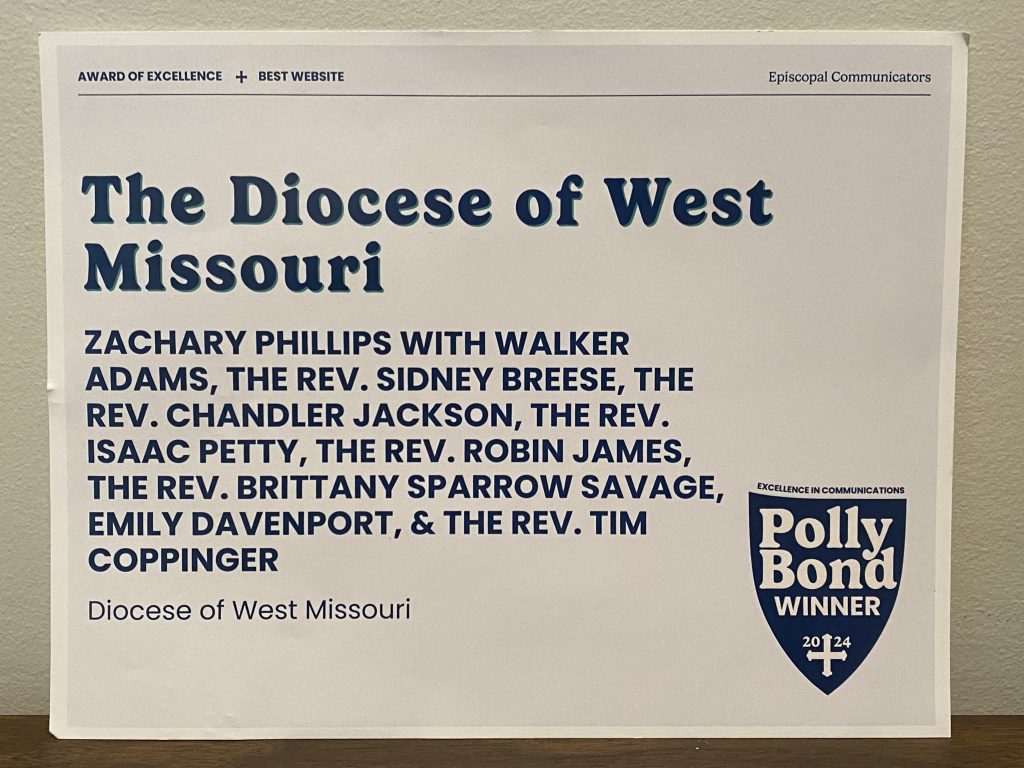 AWARD OF EXCELLENCE + BEST WEBSITE
Episcopal Communicators
The Diocese of West
Missouri
ZACHARY PHILLIPS WITH WALKER
ADAMS, THE REV. SIDNEY BREESE, THE
REV. CHANDLER JACKSON, THE REV.
ISAAC PETTY, THE REV. ROBIN JAMES,
THE REV. BRITTANY SPARROW SAVAGE,
EMILY DAVENPORT, & THE REV. TIM
COPPINGER
Diocese of West Missouri
EXCELLENCE IN COMMUNICATIONS
Polly
Bond
WINNER
20 24